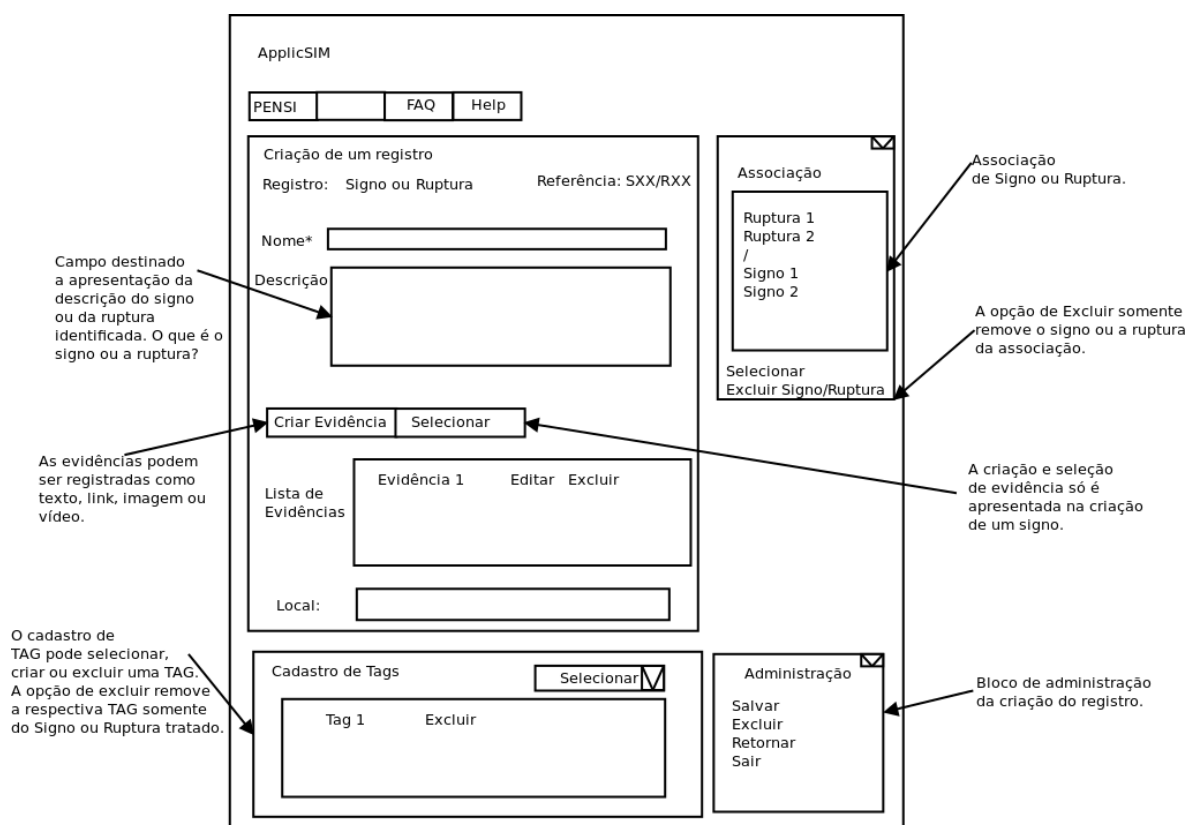 ApplicSIM
PENSI
FAQ
Help
Criação de um registro
Registro: Signo ou Ruptura
Referência: SXX/RXX
Nome*
Descrição
Criar Evidência
Selecionar
Lista de
Evidências
Evidência 1 Editar Excluir
Local:
Associação
Ruptura 1
Ruptura 2
/
Signo 1
Signo 2
Selecionar
Excluir Signo/Ruptura
Cadastro de Tags
Selecionar
Tag 1 Excluir
Administração
Salvar
Excluir
Retornar
Sair
Campo destinado
a apresentação da
descrição do signo
ou da ruptura
identificada. O que é o
signo ou a ruptura?
As evidências podem
ser registradas como
texto, link, imagem ou
vídeo.
O cadastro de
TAG pode selecionar,
criar ou excluir uma TAG.
A opção de excluir remove
a respectiva TAG somente
do Signo ou Ruptura tratado.
Associação
de Signo ou Ruptura.
A opção de Excluir somente
remove o signo ou a ruptura
da associação.
A criação e seleção
de evidência só é
apresentada na criação
de um signo.
Bloco de administração
da criação do registro.